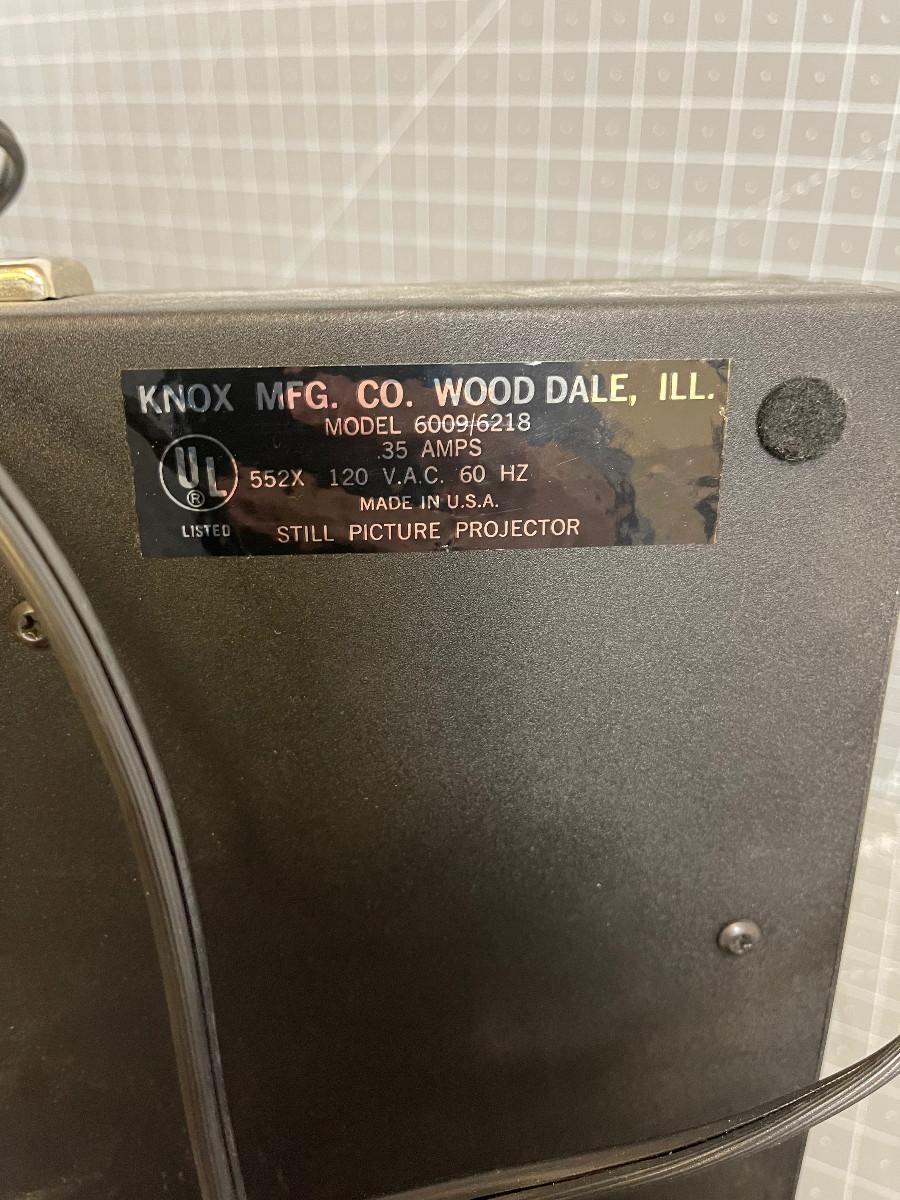 KNOX MFG. CO. WOOD DALE, ILL.
MODEL 6009/6218
.35 AMPS
UL ® 552X 120 V.A.C. 60 HZ
MADE IN U.S.A.
LISTED STILL PICTURE PROJECTOR